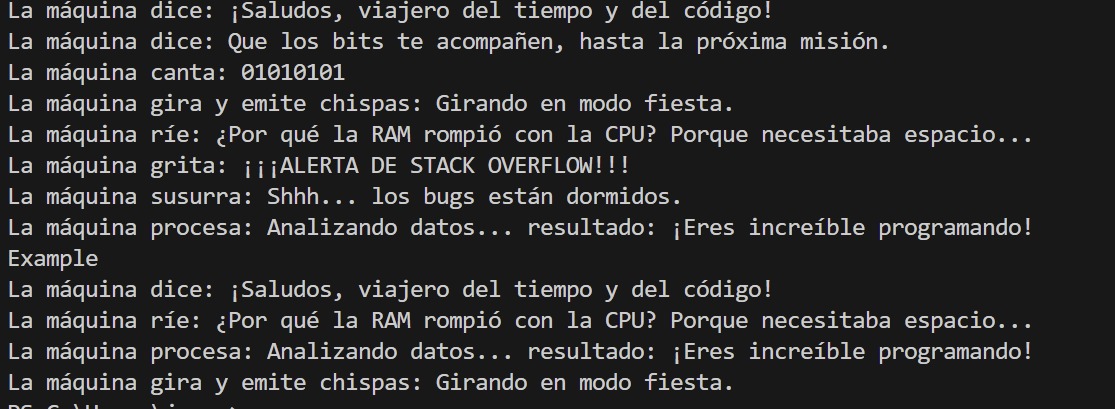 La máquina dice: ¡Saludos, viajero del tiempo y del código!
La máquina dice: Que los bits te acompañen, hasta la próxima misión.
La máquina canta: 01010101
La máquina gira y emite chispas: Girando en modo fiesta.
La máquina ríe: ¿Por qué la RAM rompió con la CPU? Porque necesitaba espacio...
La máquina grita: ¡¡¡ALERTA DE STACK OVERFLOW!!!
La máquina susurra: Shhh... los bugs están dormidos.
La máquina procesa: Analizando datos... resultado: ¡Eres increíble programando!
Example
La máquina dice: ¡Saludos, viajero del tiempo y del código!
La máquina ríe: ¿Por qué la RAM rompió con la CPU? Porque necesitaba espacio...
La máquina procesa: Analizando datos... resultado: ¡Eres increíble programando!
La máquina gira y emite chispas: Girando en modo fiesta.